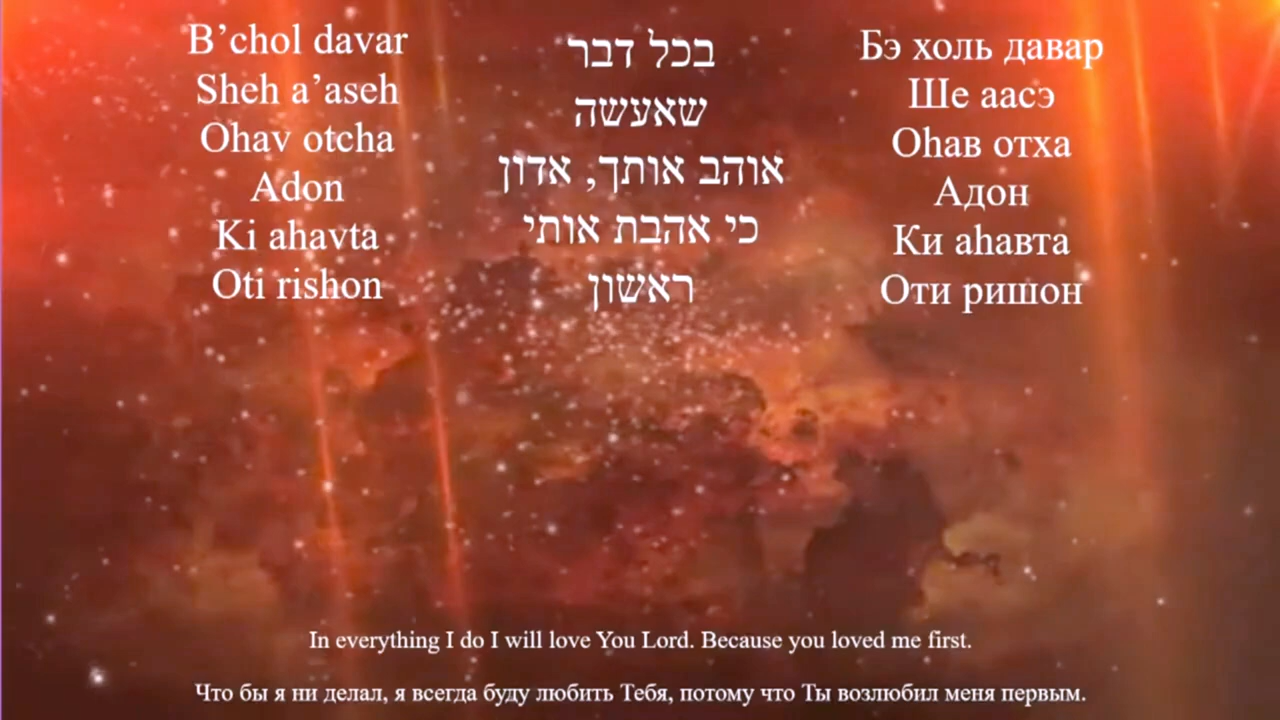 B’chol davar
Sheh a’aseh
Ohav otcha
Adon
Ki ahavta
Oti rishon
בכל דבר
שאעשה
אוהב אותך, אדון
כי אהבת אותי
ראשון
Бэ холь давар
Ше аасэ
Оhав отха
Адон
Ки аhавта
Оти ришон
In everything I do I will love You Lord. Because you loved me first.
Что бы я ни делал, я всегда буду любить Тебя, потому что Ты возлюбил меня первым.